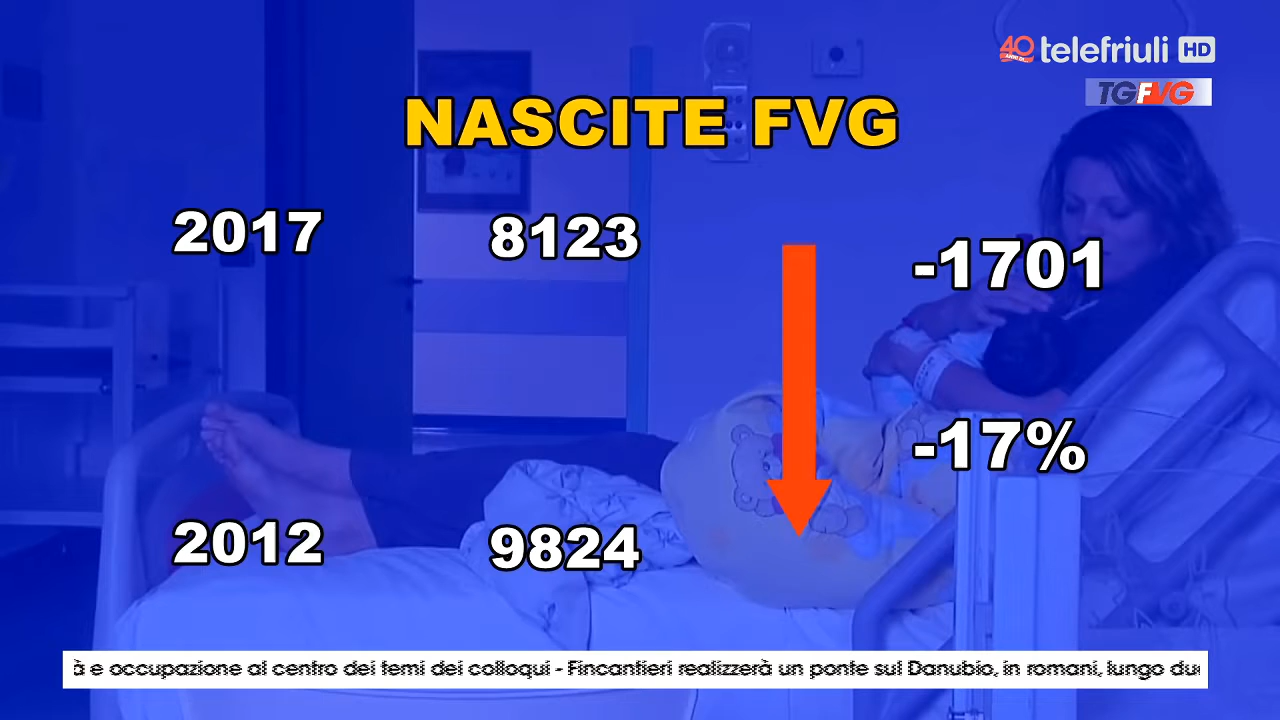 40 telefriuli HD
TGFVG
NASCITE FVG
2017 8123 -1701
-17%
2012 9824
à e occupazione al centro dei temi dei colloqui - Fincantieri realizzerà un ponte sul Danubio, in romani, lungo du